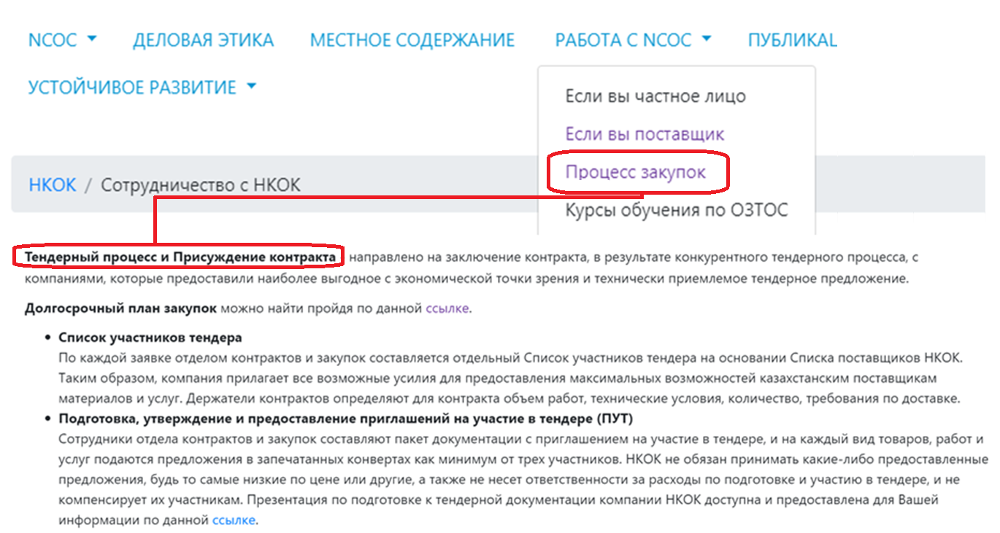 NCOC ДЕЛОВАЯ ЭТИКА МЕСТНОЕ СОДЕРЖАНИЕ РАБОТА С NCOC
УСТОЙЧИВОЕ РАЗВИТИЕ
Если вы частное лицо
Если вы поставщик
Процесс закупок
Курсы обучения по ОЗТОС
НКОК / Сотрудничество с НКОК
Тендерный процесс и Присуждение контракта направлено на заключение контракта, в результате конкурентного тендерного процесса, с
компаниями, которые предоставили наиболее выгодное с экономической точки зрения и технически приемлемое тендерное предложение.
Долгосрочный план закупок можно найти пройдя по данной ссылке.
• Список участников тендера
По каждой заявке отделом контрактов и закупок составляется отдельный Список участников тендера на основании Списка поставщиков НКОК.
Таким образом, компания прилагает все возможные усилия для предоставления максимальных возможностей казахстанским поставщикам
материалов и услуг. Держатели контрактов определяют для контракта объем работ, технические условия, количество, требования по доставке.
• Подготовка, утверждение и предоставление приглашений на участие в тендере (ПУТ)
Сотрудники отдела контрактов и закупок составляют пакет документации с приглашением на участие в тендере, и на каждый вид товаров, работ и
услуг подаются предложения в запечатанных конвертах как минимум от трех участников. НКОК не обязан принимать какие-либо предоставленные
предложения, будь то самые низкие по цене или другие, а также не несет ответственности за расходы по подготовке и участию в тендере, и не
компенсирует их участникам. Презентация по подготовке к тендерной документации компании НКОК доступна и предоставлена для Вашей
информации по данной ссылке.